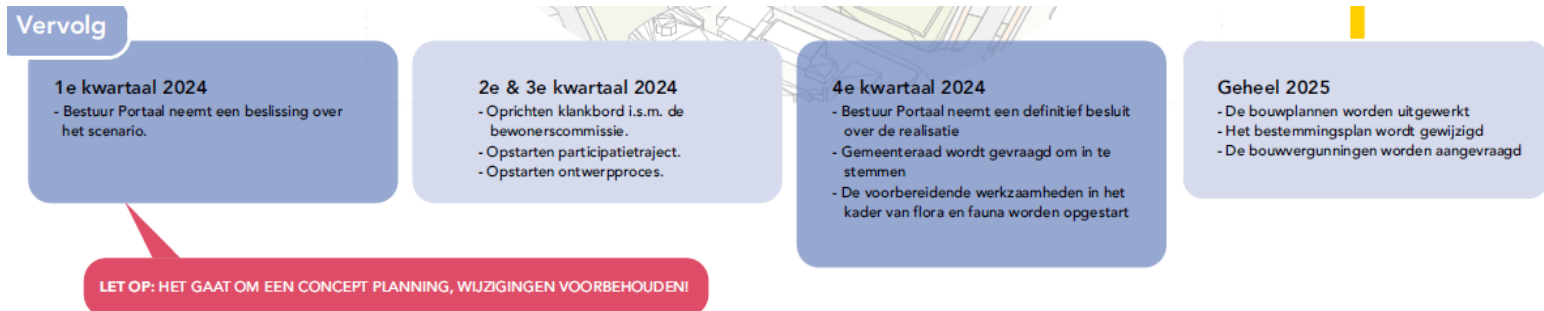 Vervolg
1e kwartaal 2024
- Bestuur Portaal neemt een beslissing over
het scenario.
2e & 3e kwartaal 2024
- Oprichten klankbord i.s.m. de
bewonerscommissie.
- Opstarten participatietraject.
- Opstarten ontwerpproces.
4e kwartaal 2024
- Bestuur Portaal neemt een definitief besluit
over de realisatie
- Gemeenteraad wordt gevraagd om in te
stemmen
- De voorbereidende werkzaamheden in het
kader van flora en fauna worden opgestart
Geheel 2025
- De bouwplannen worden uitgewerkt
- Het bestemmingsplan wordt gewijzigd
- De bouwvergunningen worden aangevraagd
LET OP: HET GAAT OM EEN CONCEPT PLANNING, WIJZIGINGEN VOORBEHOUDEN!